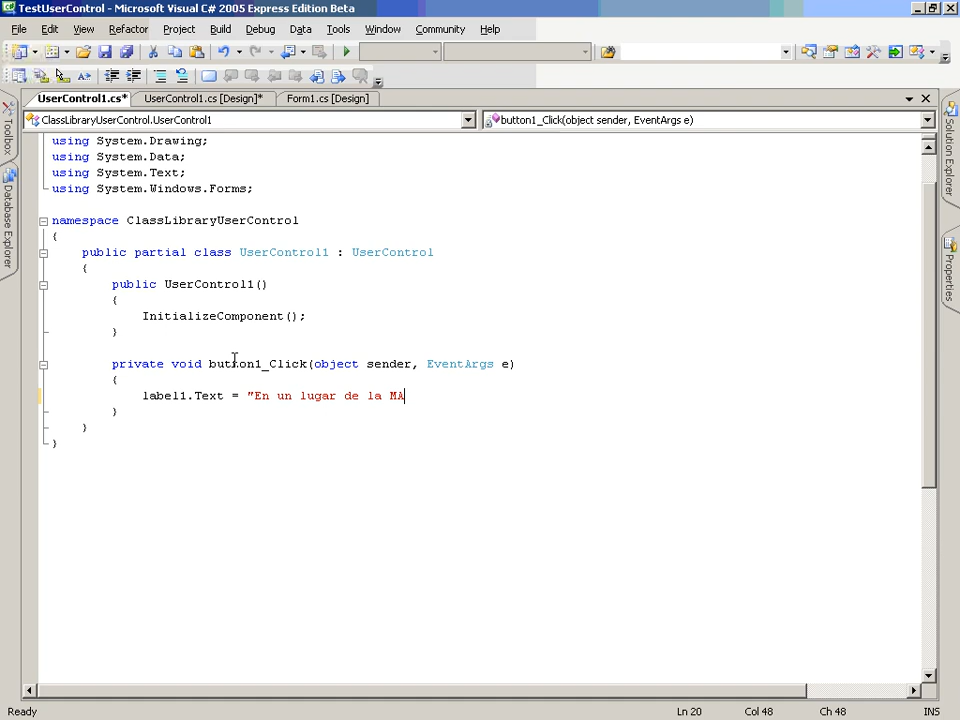 TestUserControl - Microsoft Visual C# 2005 Express Edition Beta
File Edit View Refactor Project Build Debug Data Tools Window Community Help
UserControl1.cs* UserControl1.cs [Design]* Form1.cs [Design]
ClassLibraryUserControl.UserControl1 button1_Click(object sender, EventArgs e)
Toolbox
Database Explorer
using System.Drawing;
using System.Data;
using System.Text;
using System.Windows.Forms;
namespace ClassLibraryUserControl
{
public partial class UserControl1 : UserControl
{
public UserControl1()
{
InitializeComponent();
}
private void button1_Click(object sender, EventArgs e)
{
label1.Text = "En un lugar de la MA
}
}
}
Solution Explorer
Properties
Ready Ln 20 Col 48 Ch 48 INS